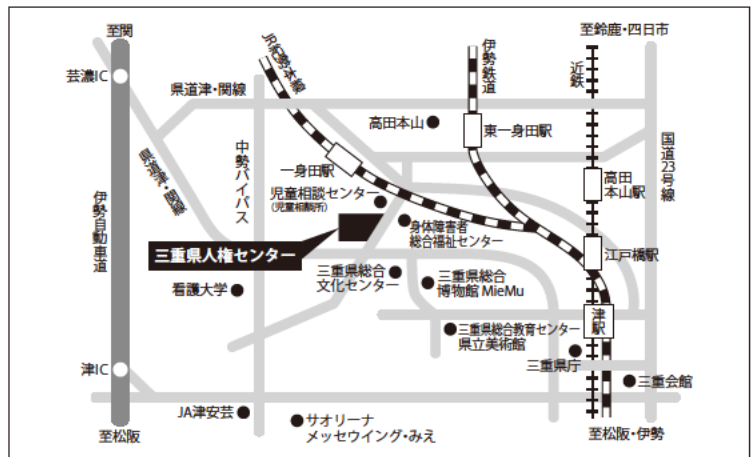 至関
至鈴鹿・四日市
芸濃IC
JR紀勢本線
伊勢鉄道
近鉄
県道津・関線
高田本山
東一身田駅
国道23号線
県道津・関線
中勢バイパス
一身田駅
高田
本山駅
伊勢自動車道
児童相談センター
(児童相談所)
身体障害者
総合福祉センター
江戸橋駅
三重県人権センター
三重県総合
文化センター
三重県総合
博物館 MieMu
看護大学
津駅
三重県総合教育センター
県立美術館
三重県庁
津IC
三重会館
JA津安芸
サオリーナ
メッセウイング・みえ
至松阪
至松阪・伊勢